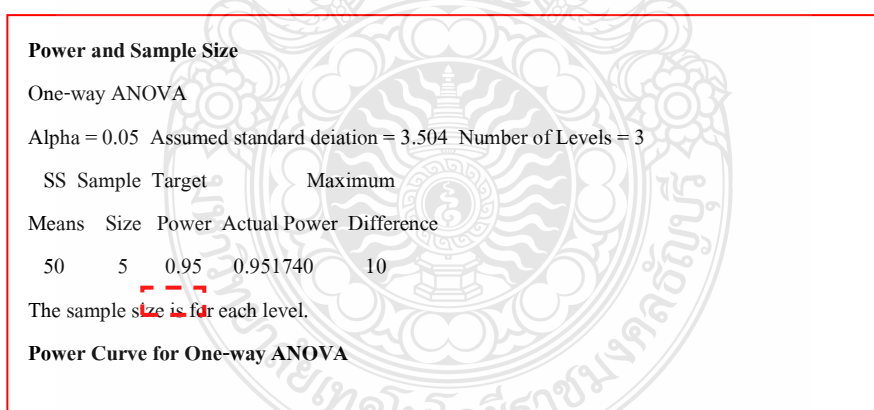 Power and Sample Size
One-way ANOVA
Alpha = 0.05 Assumed standard deiation = 3.504 Number of Levels = 3
SS Sample Target Maximum
Means Size Power Actual Power Difference
50 5 0.95 0.951740 10
The sample size is for each level.
Power Curve for One-way ANOVA